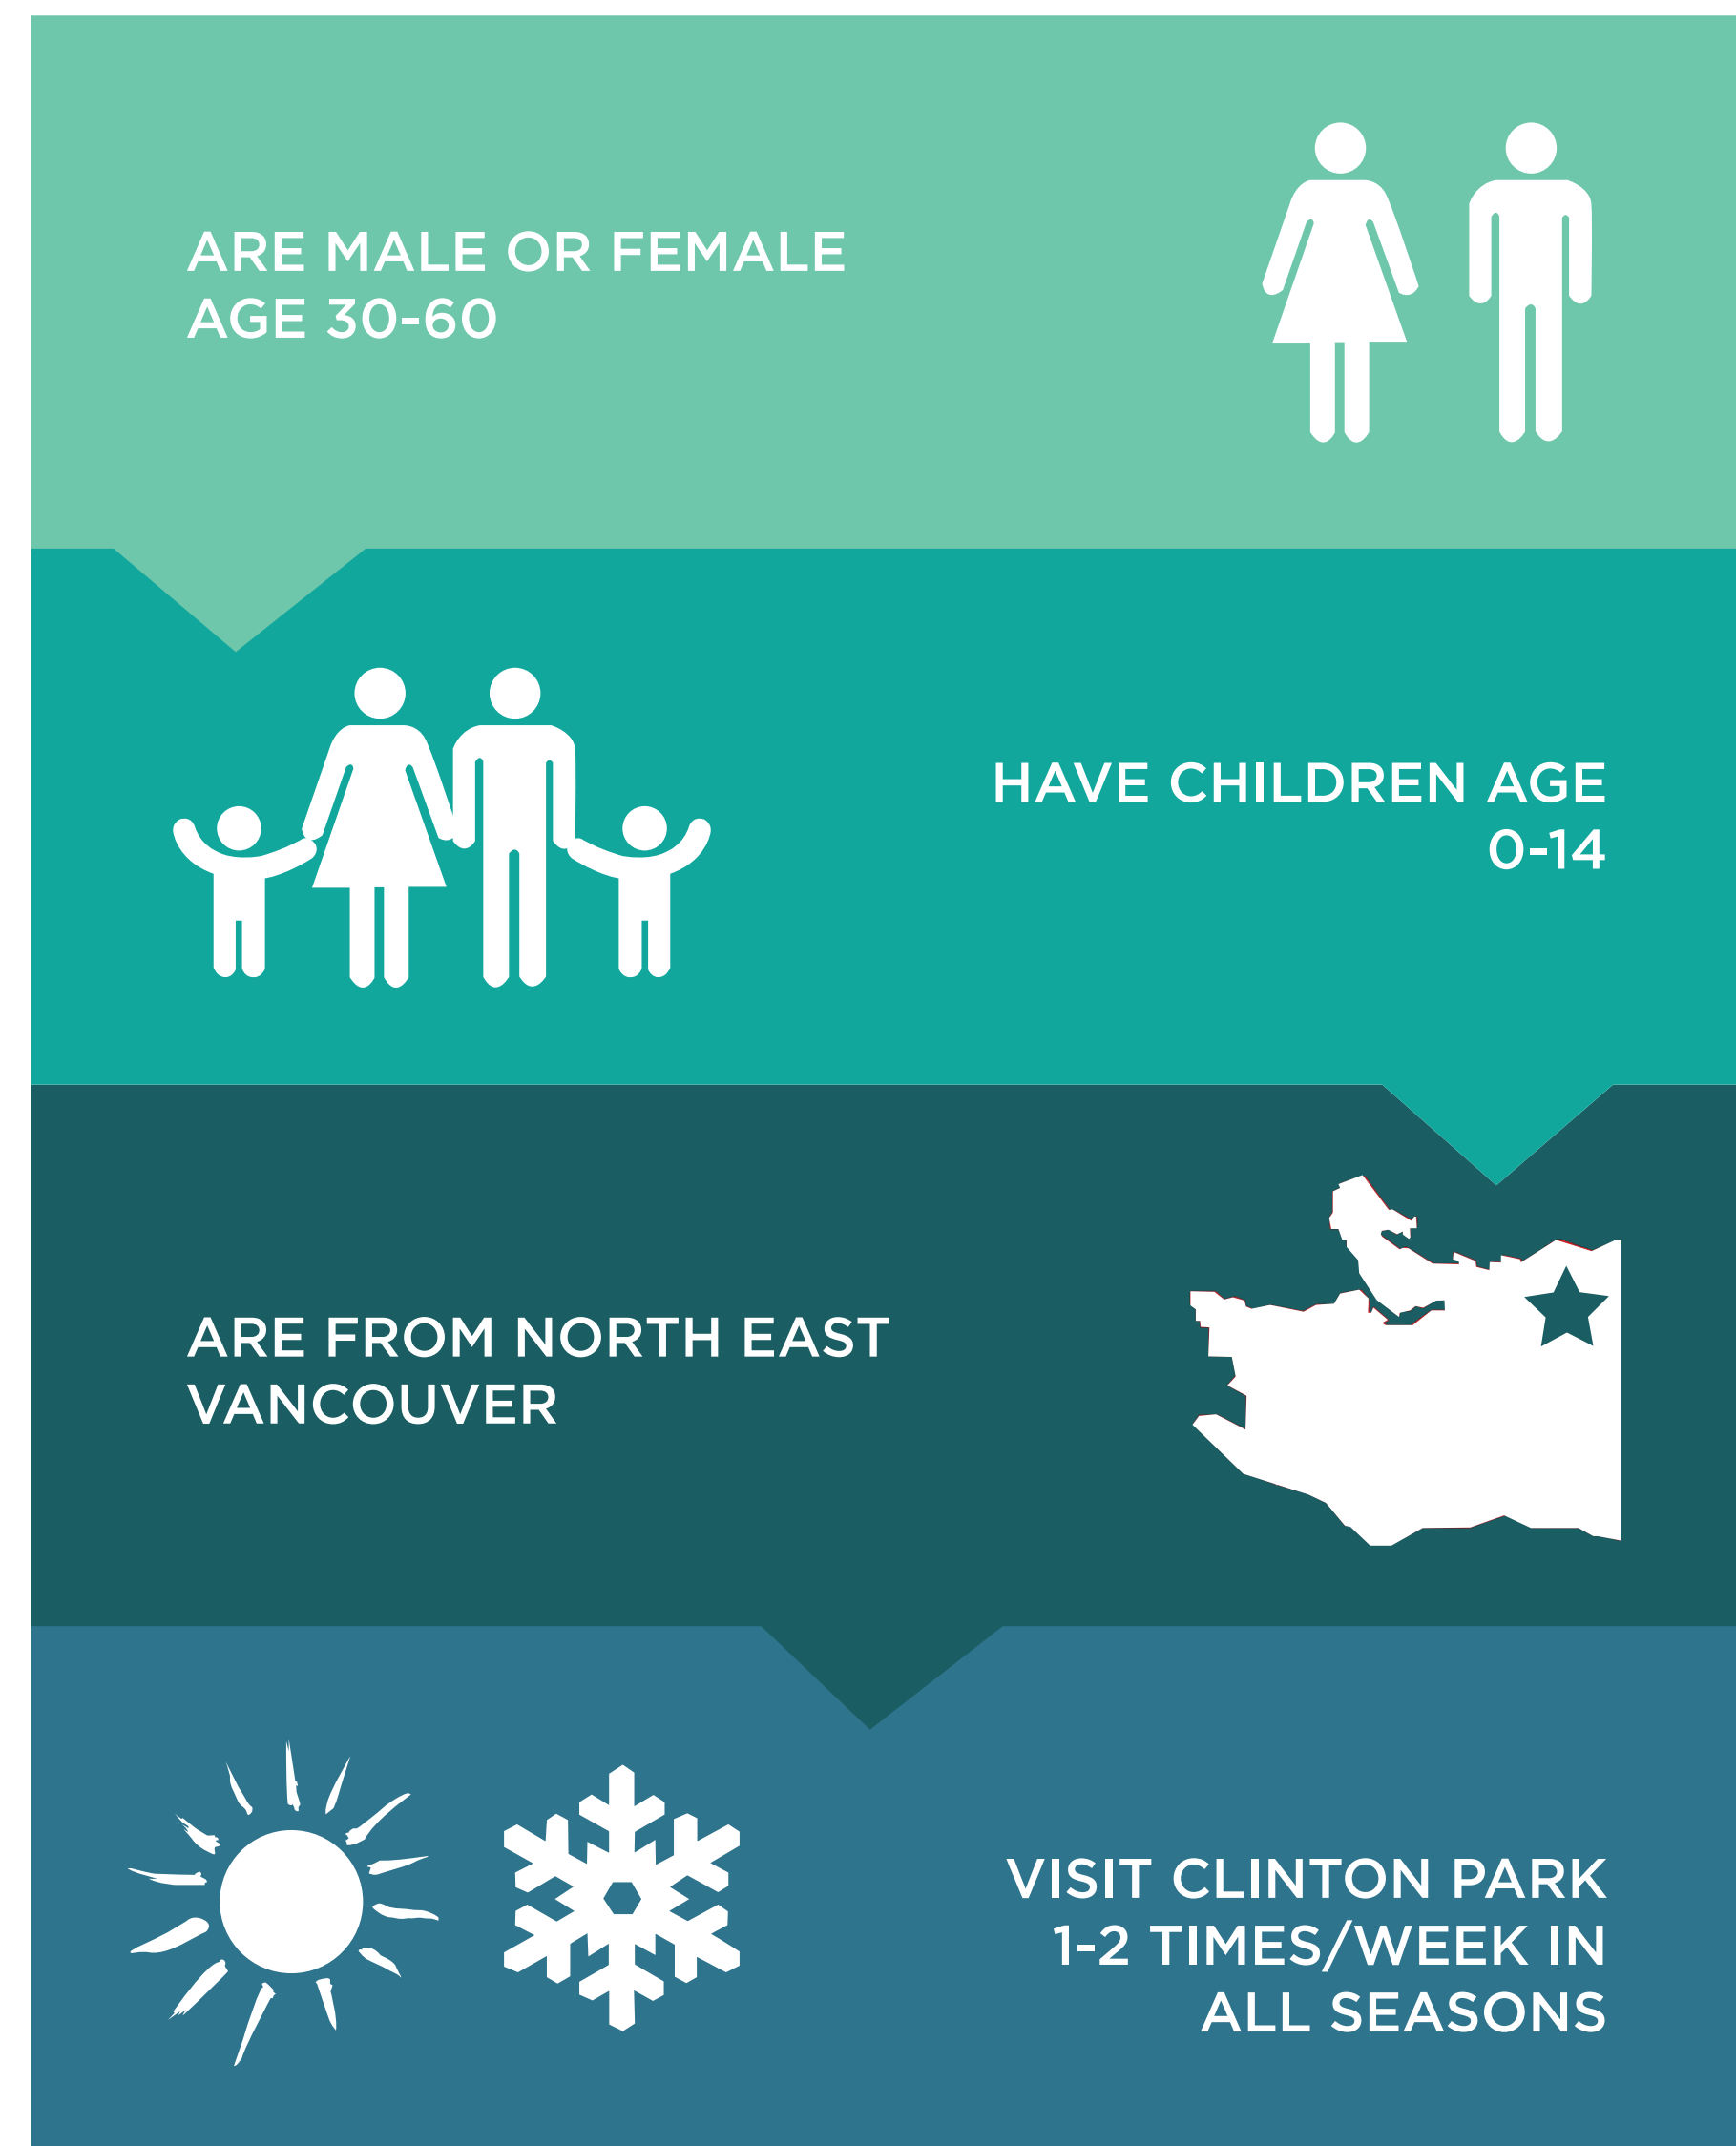 ARE MALE OR FEMALE
AGE 30-60
HAVE CHILDREN AGE
0-14
ARE FROM NORTH EAST
VANCOUVER
VISIT CLINTON PARK
1-2 TIMES/WEEK IN
ALL SEASONS